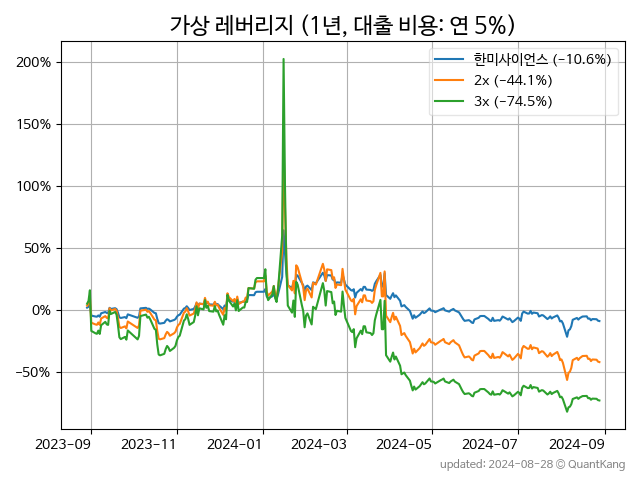 가상 레버리지 (1년, 대출 비용: 연 5%)
한미사이언스 (−10.6%)
2x (−44.1%)
3x (−74.5%)
200%
150%
100%
50%
0%
−50%
2023-09
2023-11
2024-01
2024-03
2024-05
2024-07
2024-09
updated: 2024-08-28 © QuantKang